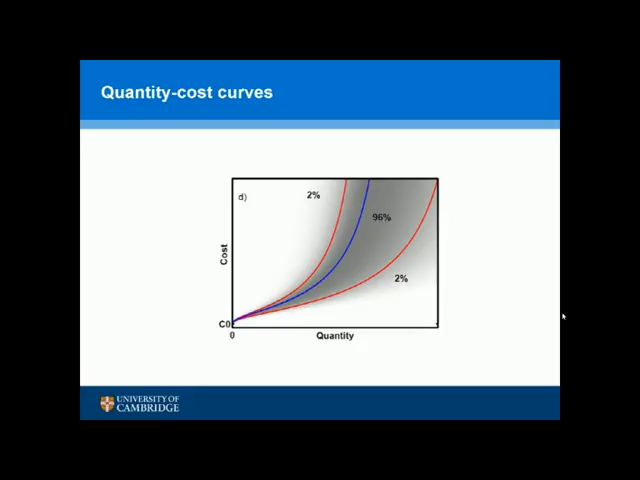 Quantity-cost curves
d)
2%
96%
2%
Cost
C0
0
Quantity
UNIVERSITY OF
CAMBRIDGE